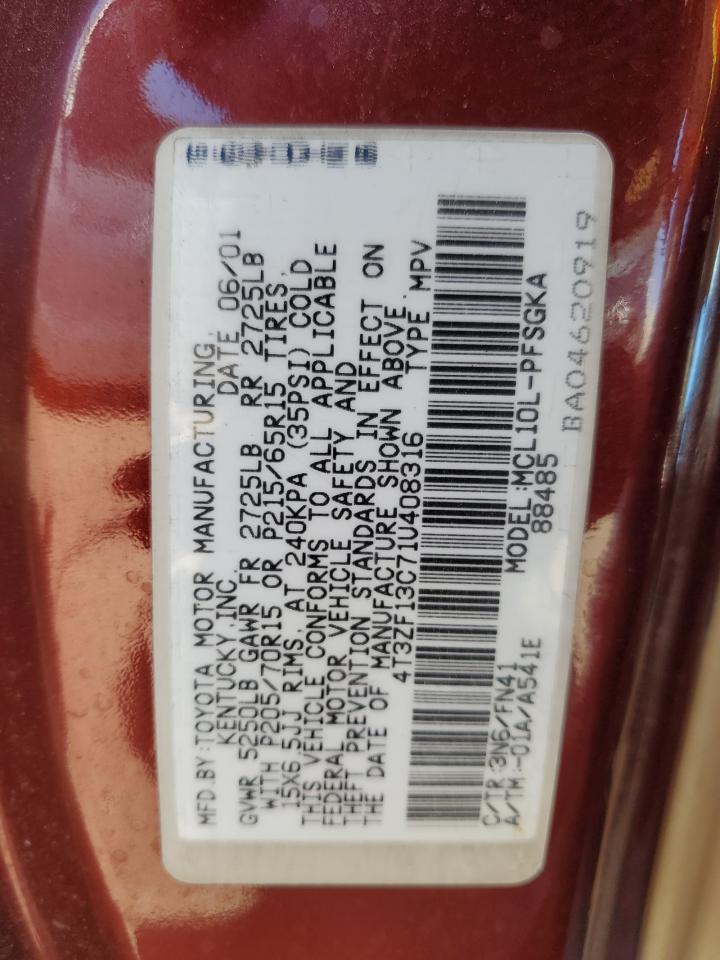 MFD.BY:TOYOTA MOTOR MANUFACTURING,
KENTUCKY,INC. DATE 06/01
GVWR 5250LB GAWR FR 2725LB RR 2725LB
WITH P205/70R15 OR P215/65R15 TIRES,
15X6.5JJ RIMS, AT 240KPA (35PSI) COLD
THIS VEHICLE CONFORMS TO ALL APPLICABLE
FEDERAL MOTOR VEHICLE SAFETY AND
THEFT PREVENTION STANDARDS IN EFFECT ON
THE DATE OF MANUFACTURE SHOWN ABOVE.
4T3ZF13C71U408316 TYPE MPV
C/TR:3N6/FN41 MODEL:MCL10L-PFSGKA
A/TM:-01A/A541E 88485
BA04620919